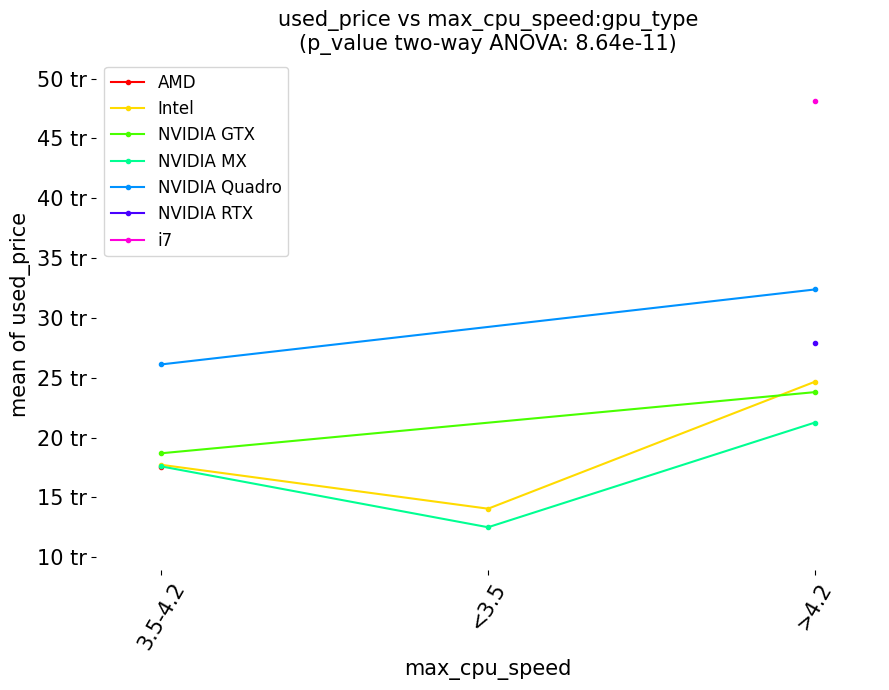 used_price vs max_cpu_speed:gpu_type
(p_value two-way ANOVA: 8.64e-11)
AMD
Intel
NVIDIA GTX
NVIDIA MX
NVIDIA Quadro
NVIDIA RTX
i7
50 tr
45 tr
40 tr
35 tr
30 tr
25 tr
20 tr
15 tr
10 tr
mean of used_price
3.5-4.2
<3.5
>4.2
max_cpu_speed